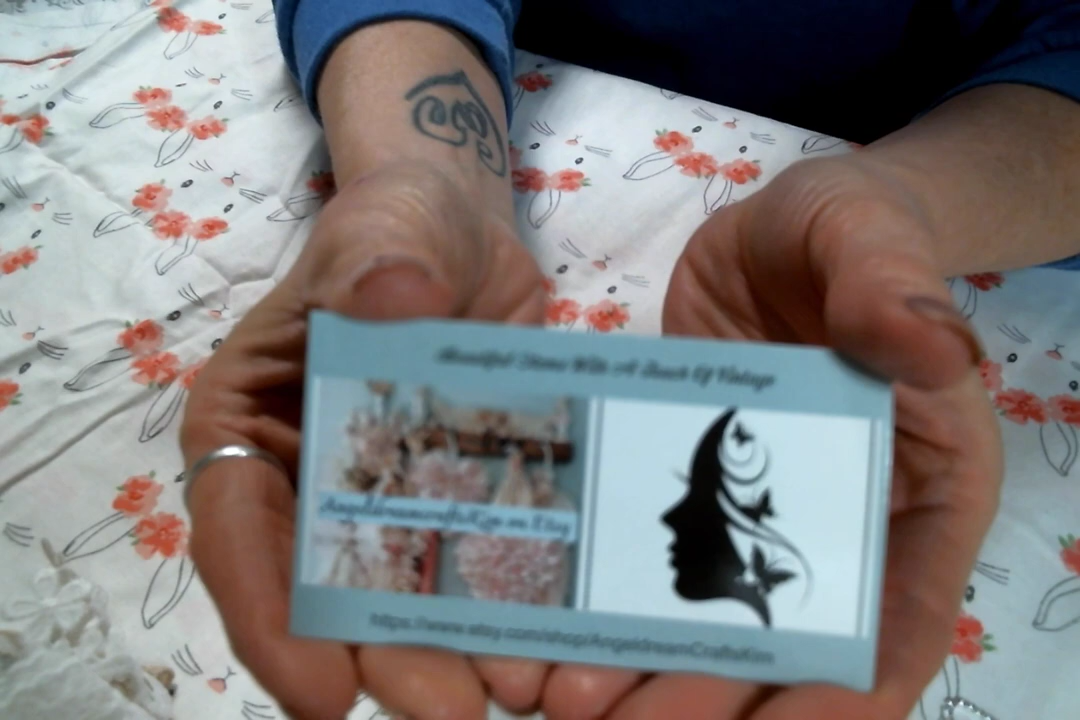 Beautiful Items With A Touch Of Vintage
AngeldreamcraftsKim on Etsy
https://www.etsy.com/shop/AngeldreamCraftsKim